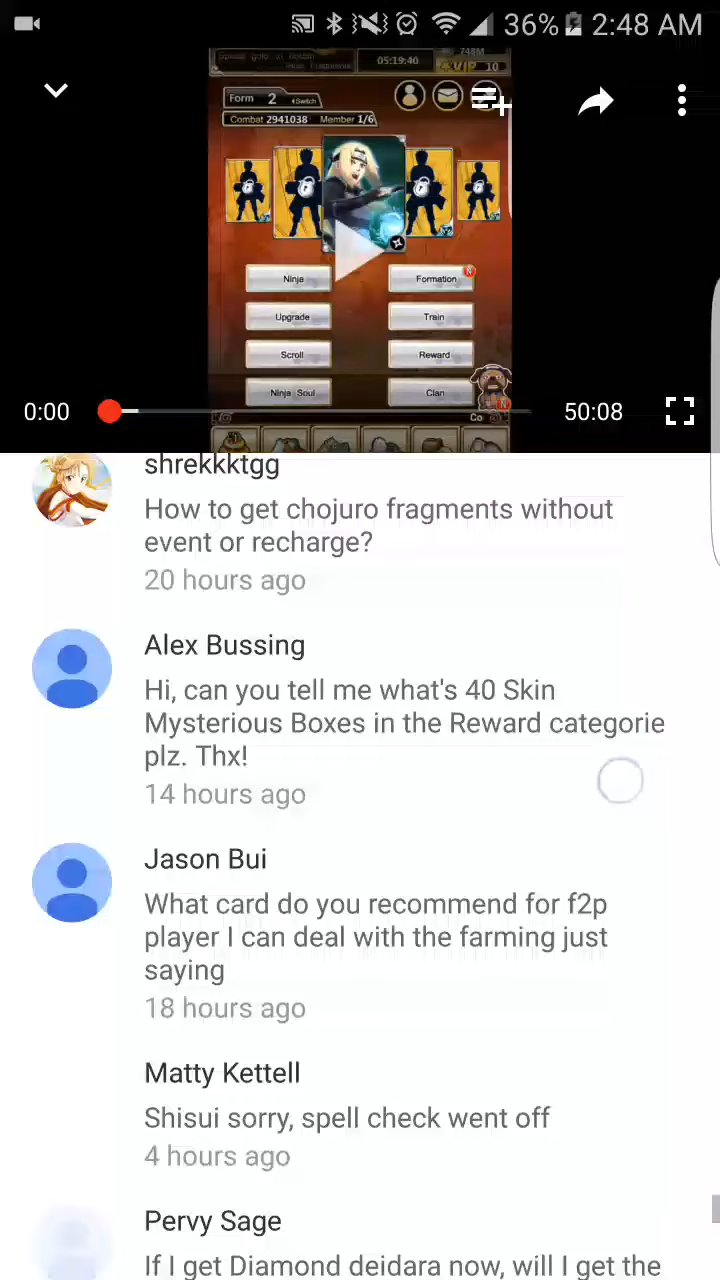 36% 2:48 AM
748M
05:19:40
VIP 10
Form 2 Switch
Combat 2941038 Member 1/6
Ninja Formation N
Upgrade Train
Scroll Reward
Ninja Soul Clan
0:00 50:08
Co
shrekkktgg
How to get chojuro fragments without
event or recharge?
20 hours ago
Alex Bussing
Hi, can you tell me what's 40 Skin
Mysterious Boxes in the Reward categorie
plz. Thx!
14 hours ago
Jason Bui
What card do you recommend for f2p
player I can deal with the farming just
saying
18 hours ago
Matty Kettell
Shisui sorry, spell check went off
4 hours ago
Pervy Sage
If I get Diamond deidara now, will I get the